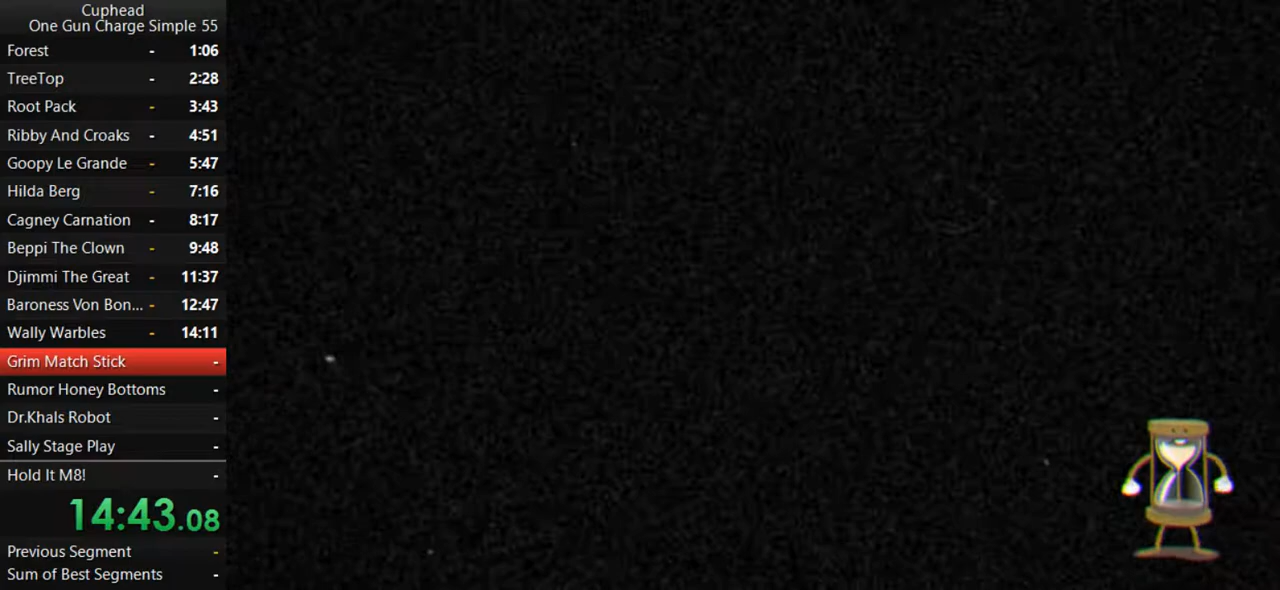 Cuphead
One Gun Charge Simple 55
Forest - 1:06
TreeTop - 2:28
Root Pack - 3:43
Ribby And Croaks - 4:51
Goopy Le Grande - 5:47
Hilda Berg - 7:16
Cagney Carnation - 8:17
Beppi The Clown - 9:48
Djimmi The Great - 11:37
Baroness Von Bon... - 12:47
Wally Warbles - 14:11
Grim Match Stick -
Rumor Honey Bottoms -
Dr.Khals Robot -
Sally Stage Play -
Hold It M8! -
14:43.08
Previous Segment -
Sum of Best Segments -